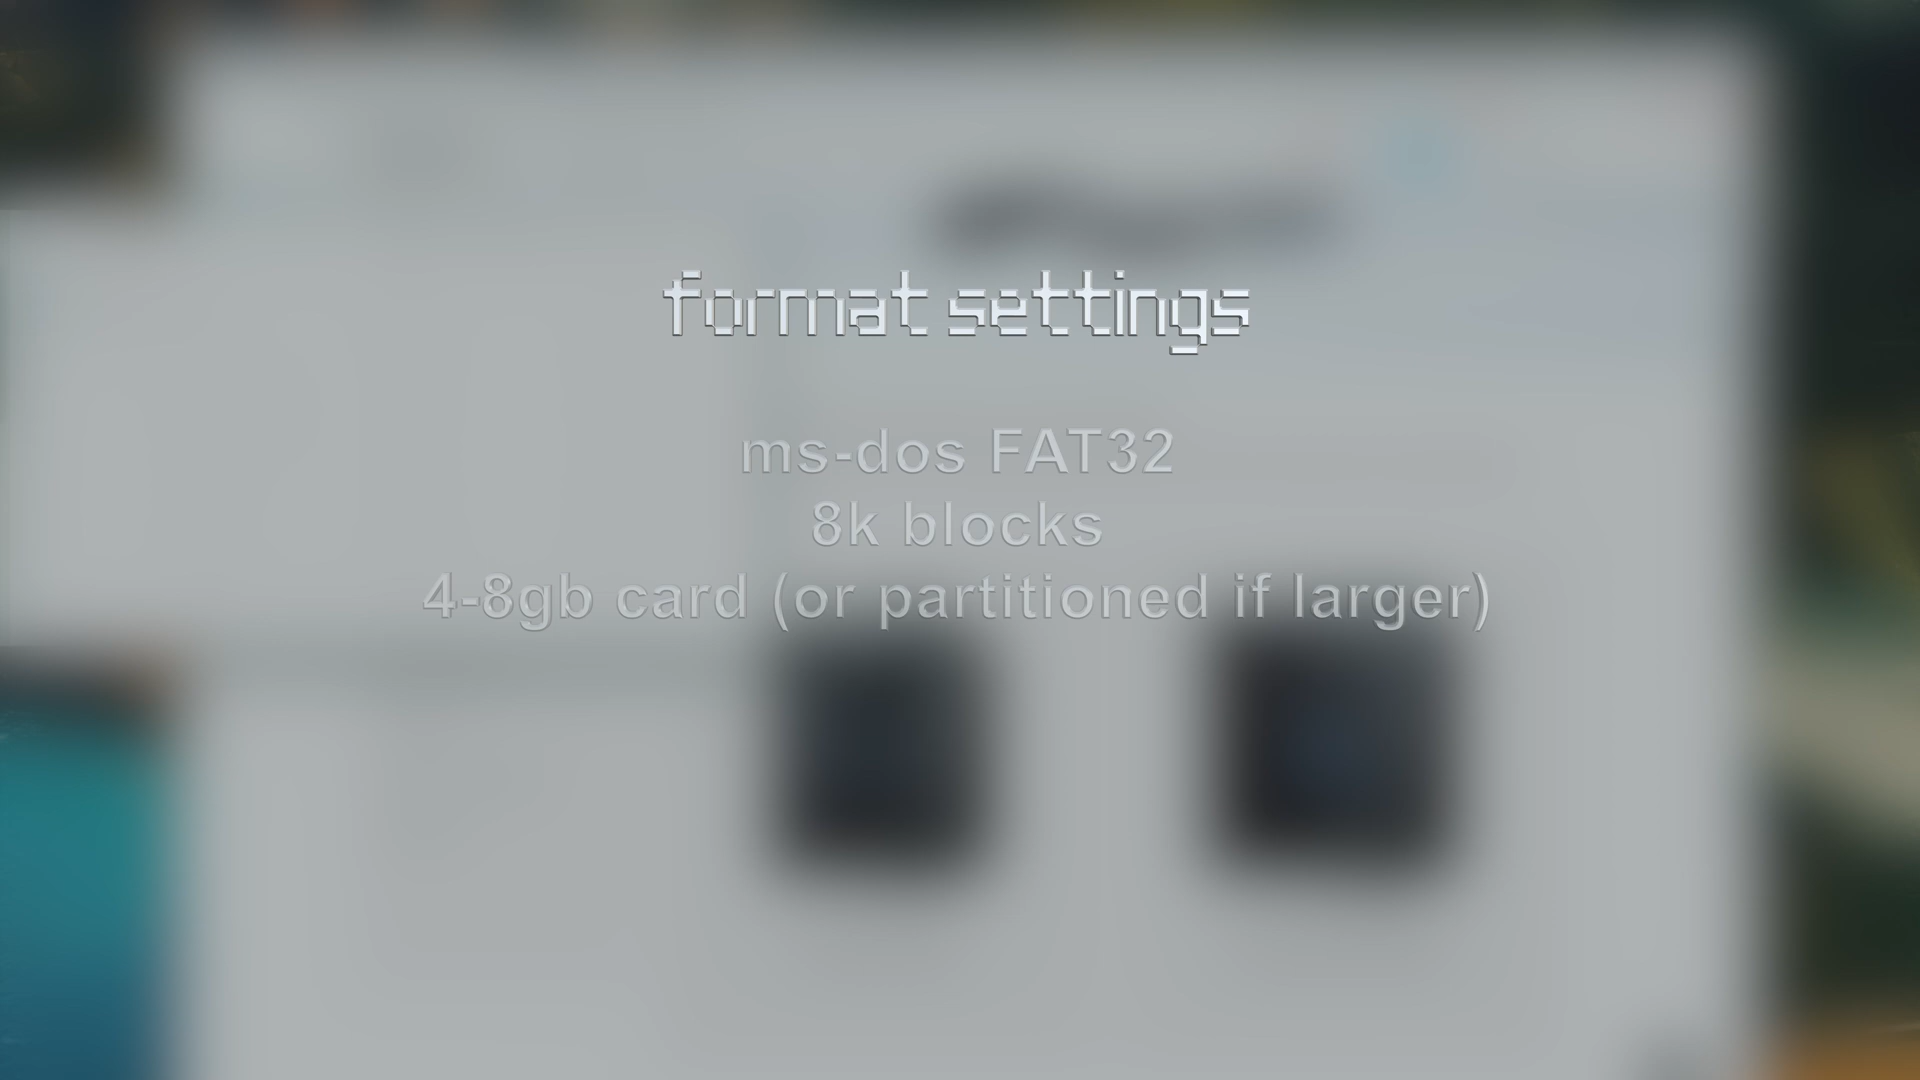 format settings
ms-dos FAT32
8k blocks
4-8gb card (or partitioned if larger)